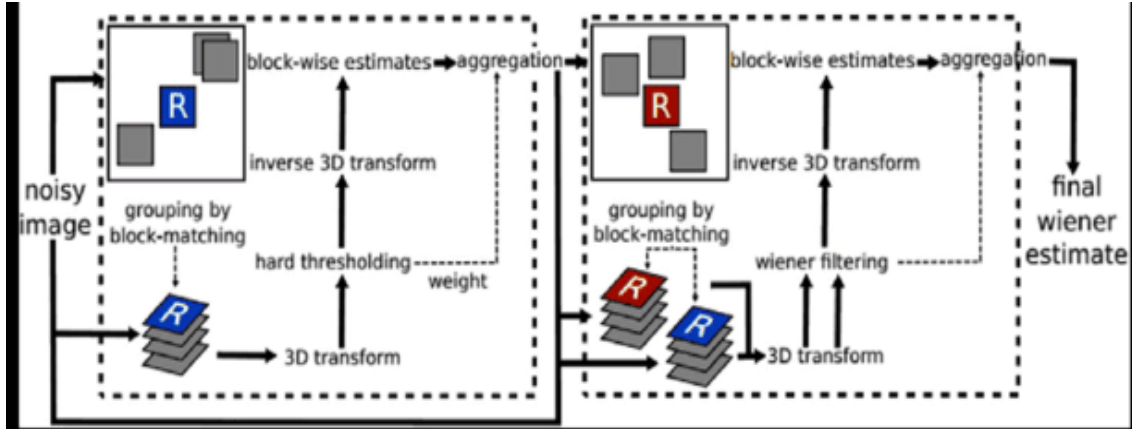 noisy
image
R
block-wise estimates
aggregation
inverse 3D transform
grouping by
block-matching
hard thresholding
weight
R
3D transform
R
block-wise estimates
aggregation
inverse 3D transform
grouping by
block-matching
wiener filtering
R
R
3D transform
final
wiener
estimate